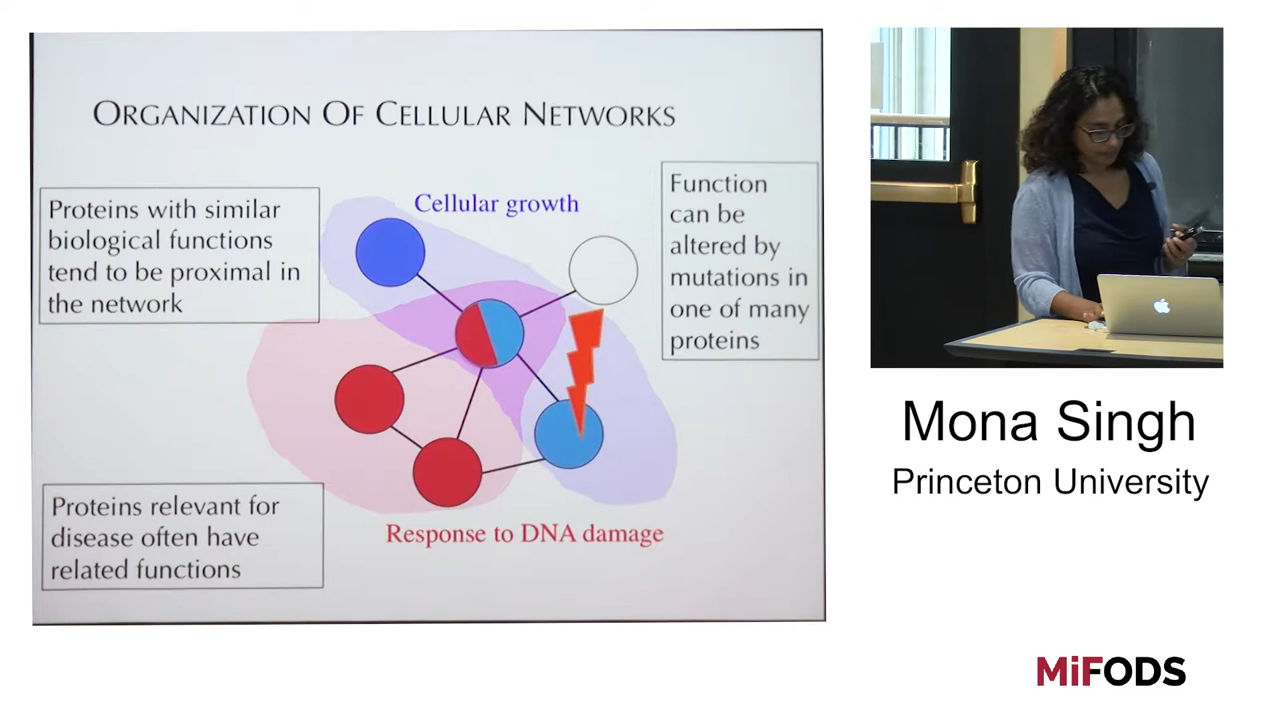 ORGANIZATION OF CELLULAR NETWORKS
Proteins with similar
biological functions
tend to be proximal in
the network
Cellular growth
Function
can be
altered by
mutations in
one of many
proteins
Proteins relevant for
disease often have
related functions
Response to DNA damage
Mona Singh
Princeton University
MiFODS